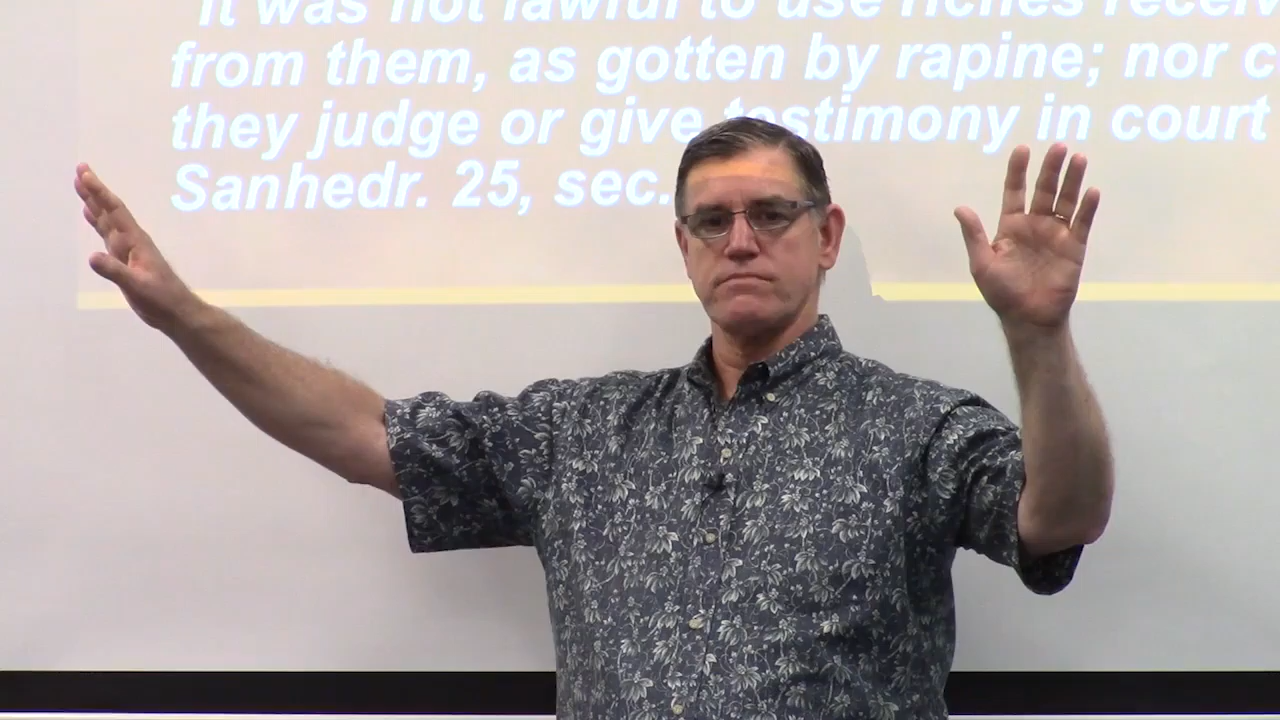 It was not lawful to use riches
from them, as gotten by rapine; nor
they judge or give testimony in court
Sanhedr. 25, sec.